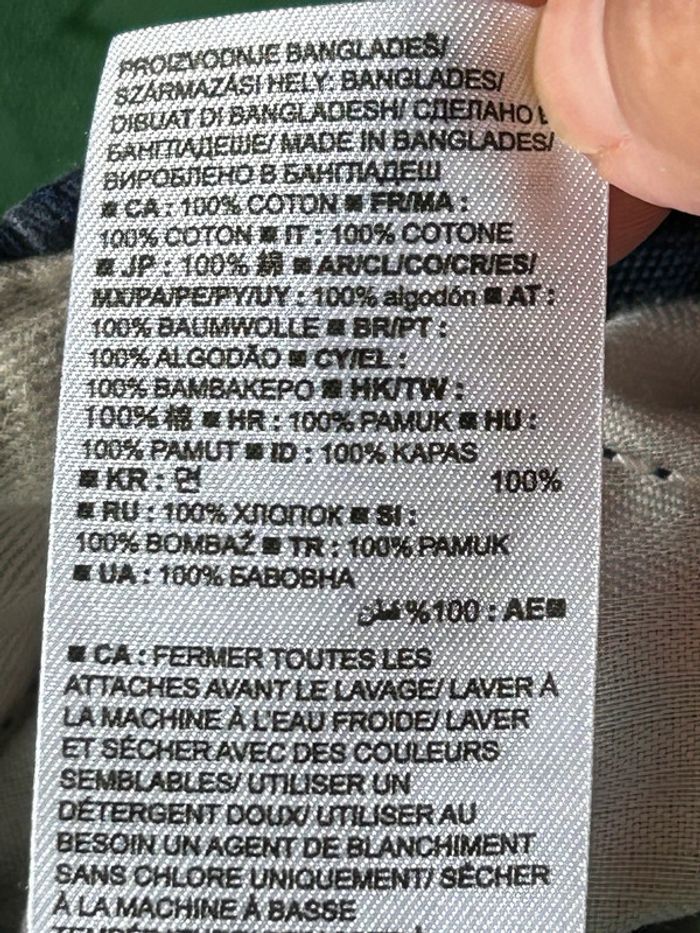 PROIZVODNJE BANGLADEŠ/
SZÁRMAZÁSI HELY: BANGLADES/
DIBUAT DI BANGLADESH/ СДЕЛАНО В
БАНГЛАДЕШЕ/ MADE IN BANGLADES/
ВИРОБЛЕНО В БАНГЛАДЕШ
■ CA : 100% COTON ■ FR/MA :
100% COTON ■ IT : 100% COTONE
■ JP : 100% 綿 ■ AR/CL/CO/CR/ES/
MX/PA/PE/PY/UY : 100% algodón ■ AT :
100% BAUMWOLLE ■ BR/PT :
100% ALGODÃO ■ CY/EL :
100% ΒΑΜΒΑΚΕΡΟ ■ HK/TW :
100% 棉 ■ HR : 100% PAMUK ■ HU :
100% PAMUT ■ ID : 100% KAPAS
■ KR : 면 100%
■ RU : 100% ХЛОПОК ■ SI :
100% BOMBAŽ ■ TR : 100% PAMUK
■ UA : 100% БАВОВНА
■AE : 100% قطن
■ CA : FERMER TOUTES LES
ATTACHES AVANT LE LAVAGE/ LAVER À
LA MACHINE À L'EAU FROIDE/ LAVER
ET SÉCHER AVEC DES COULEURS
SEMBLABLES/ UTILISER UN
DÉTERGENT DOUX/ UTILISER AU
BESOIN UN AGENT DE BLANCHIMENT
SANS CHLORE UNIQUEMENT/ SÉCHER
À LA MACHINE À BASSE